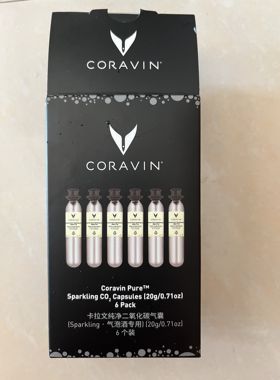 CORAVIN
CORAVIN
Coravin Pure™
Sparkling CO₂ Capsules (20g/0.71oz)
6 Pack
卡拉文纯净二氧化碳气囊
(Sparkling·气泡酒专用) (20g/0.71oz)
6个装